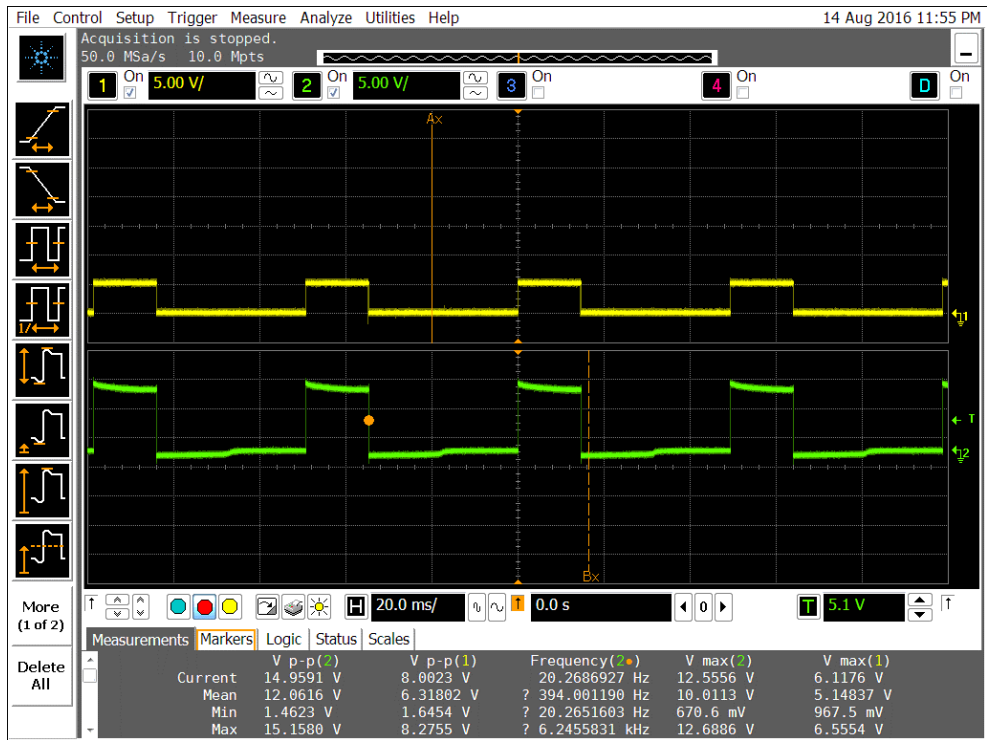 File Control Setup Trigger Measure Analyze Utilities Help 14 Aug 2016 11:55 PM
Acquisition is stopped.
50.0 MSa/s 10.0 Mpts
1 On 5.00 V/ 2 On 5.00 V/ 3 On 4 On D On
Ax
1
T
2
Bx
1/
More
(1 of 2)
Delete
All
H 20.0 ms/ 0.0 s 0 T 5.1 V
Measurements Markers Logic Status Scales
V p-p(2) V p-p(1) Frequency(2●) V max(2) V max(1)
Current 14.9591 V 8.0023 V 20.2686927 Hz 12.5556 V 6.1176 V
Mean 12.0616 V 6.31802 V ? 394.001190 Hz 10.0113 V 5.14837 V
Min 1.4623 V 1.6454 V ? 20.2651603 Hz 670.6 mV 967.5 mV
Max 15.1580 V 8.2755 V ? 6.2455831 kHz 12.6886 V 6.5554 V